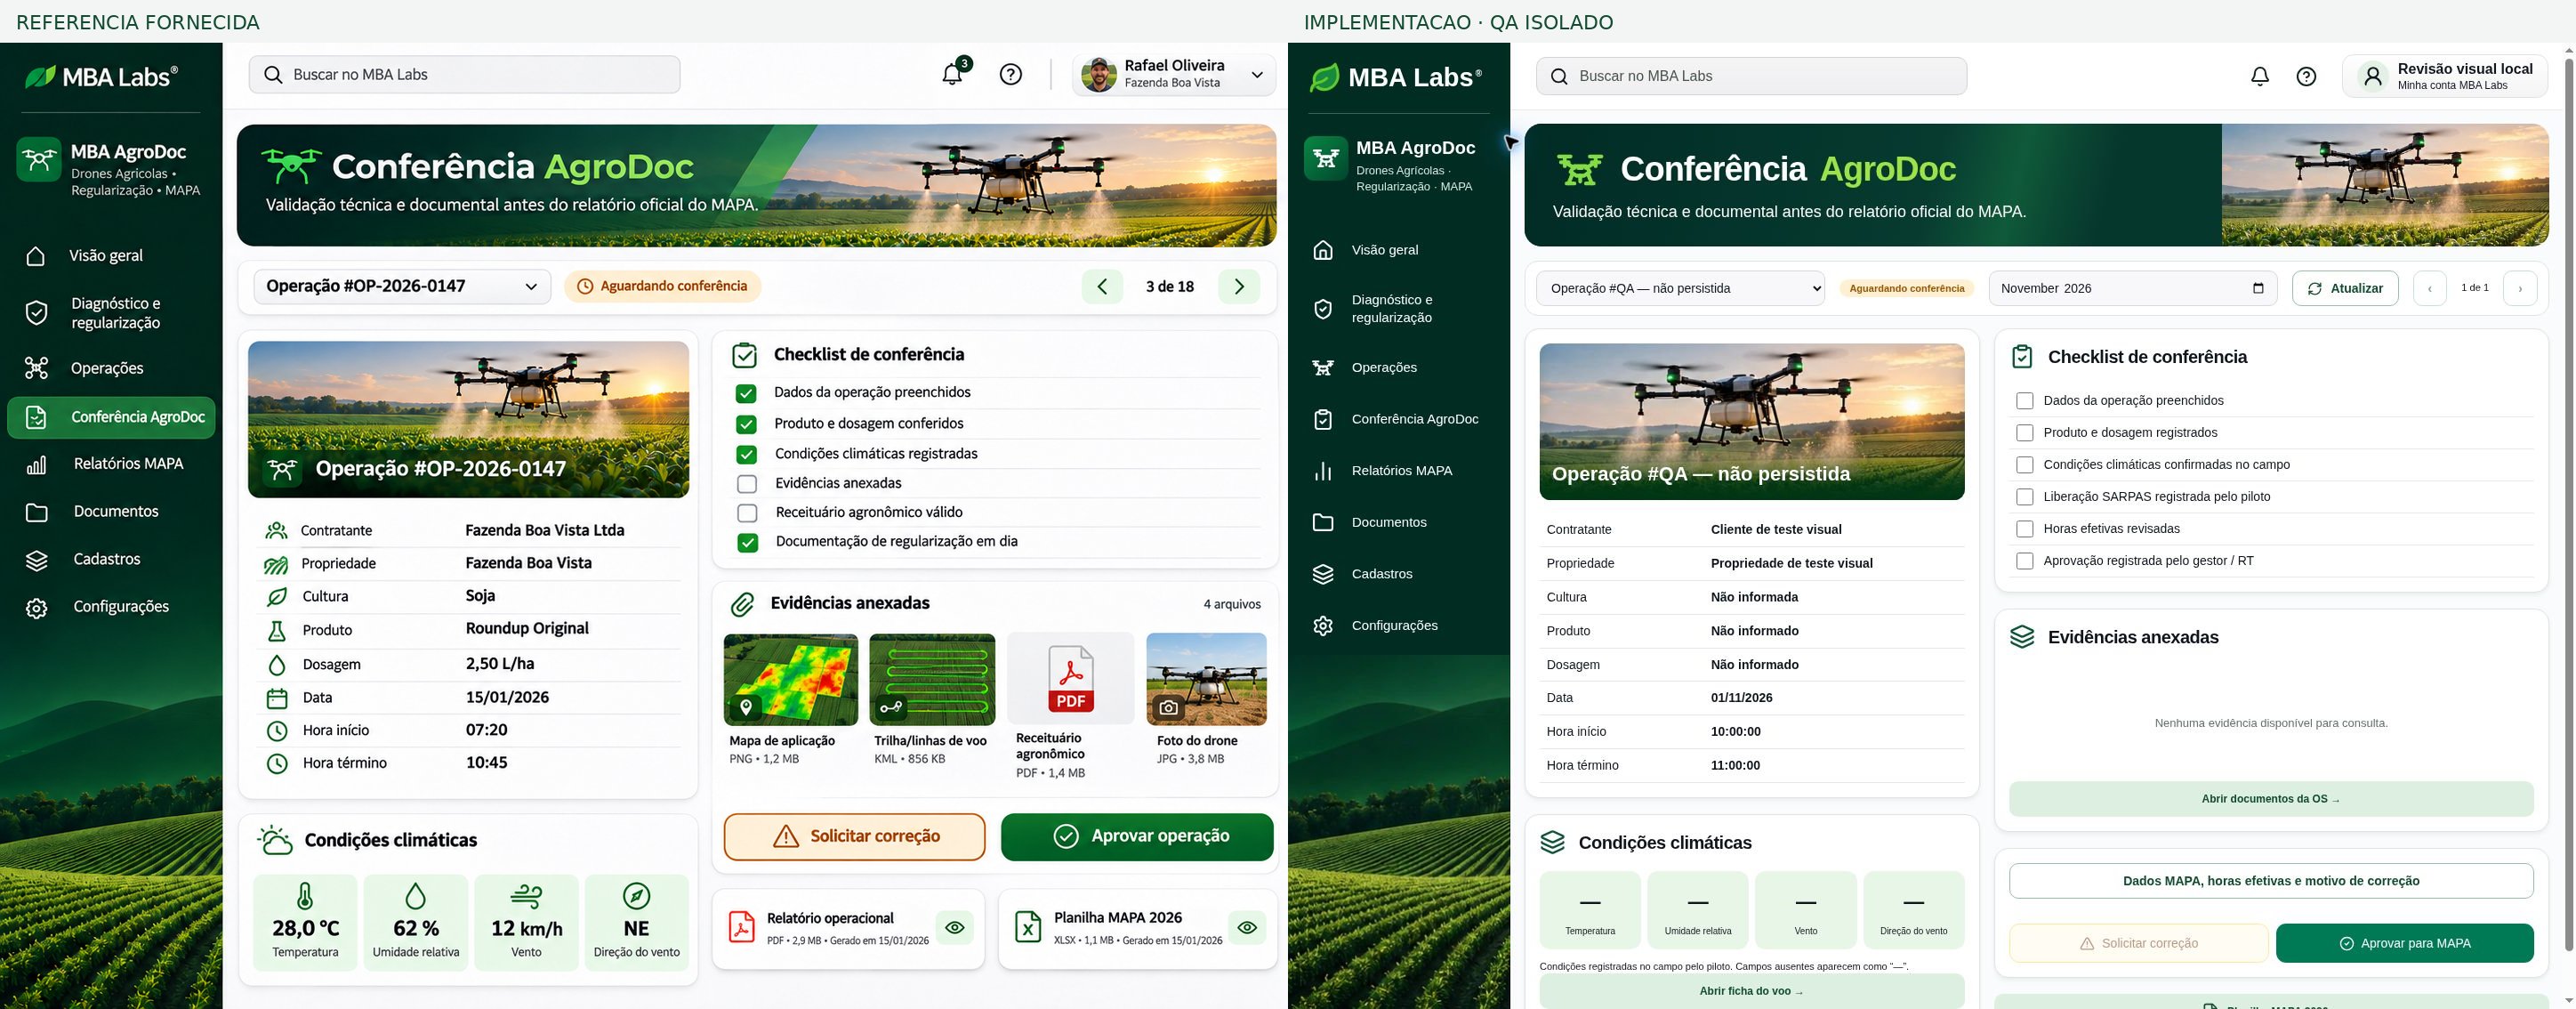 REFERENCIA FORNECIDA
MBA Labs®
MBA AgroDoc
Drones Agrícolas •
Regularização • MAPA
Visão geral
Diagnóstico e
regularização
Operações
Conferência AgroDoc
Relatórios MAPA
Documentos
Cadastros
Configurações
Buscar no MBA Labs
3
Rafael Oliveira
Fazenda Boa Vista
Conferência AgroDoc
Validação técnica e documental antes do relatório oficial do MAPA.
Operação #OP-2026-0147
Aguardando conferência
3 de 18
Operação #OP-2026-0147
Contratante Fazenda Boa Vista Ltda
Propriedade Fazenda Boa Vista
Cultura Soja
Produto Roundup Original
Dosagem 2,50 L/ha
Data 15/01/2026
Hora início 07:20
Hora término 10:45
Condições climáticas
28,0 °C
Temperatura
62 %
Umidade relativa
12 km/h
Vento
NE
Direção do vento
Checklist de conferência
Dados da operação preenchidos
Produto e dosagem conferidos
Condições climáticas registradas
Evidências anexadas
Receituário agronômico válido
Documentação de regularização em dia
Evidências anexadas 4 arquivos
Mapa de aplicação
PNG • 1,2 MB
Trilha/linhas de voo
KML • 856 KB
PDF
Receituário
agronômico
PDF • 1,4 MB
Foto do drone
JPG • 3,8 MB
Solicitar correção
Aprovar operação
Relatório operacional
PDF • 2,9 MB • Gerado em 15/01/2026
X
Planilha MAPA 2026
XLSX • 1,1 MB • Gerado em 15/01/2026
IMPLEMENTACAO · QA ISOLADO
MBA Labs®
MBA AgroDoc
Drones Agrícolas ·
Regularização · MAPA
Visão geral
Diagnóstico e
regularização
Operações
Conferência AgroDoc
Relatórios MAPA
Documentos
Cadastros
Configurações
Buscar no MBA Labs
Revisão visual local
Minha conta MBA Labs
Conferência AgroDoc
Validação técnica e documental antes do relatório oficial do MAPA.
Operação #QA — não persistida
Aguardando conferência
November 2026
Atualizar
‹
1 de 1
›
Operação #QA — não persistida
Contratante Cliente de teste visual
Propriedade Propriedade de teste visual
Cultura Não informada
Produto Não informado
Dosagem Não informado
Data 01/11/2026
Hora início 10:00:00
Hora término 11:00:00
Condições climáticas
—
Temperatura
—
Umidade relativa
—
Vento
—
Direção do vento
Condições registradas no campo pelo piloto. Campos ausentes aparecem como “—”.
Abrir ficha do voo →
Checklist de conferência
Dados da operação preenchidos
Produto e dosagem registrados
Condições climáticas confirmadas no campo
Liberação SARPAS registrada pelo piloto
Horas efetivas revisadas
Aprovação registrada pelo gestor / RT
Evidências anexadas
Nenhuma evidência disponível para consulta.
Abrir documentos da OS →
Dados MAPA, horas efetivas e motivo de correção
Solicitar correção
Aprovar para MAPA